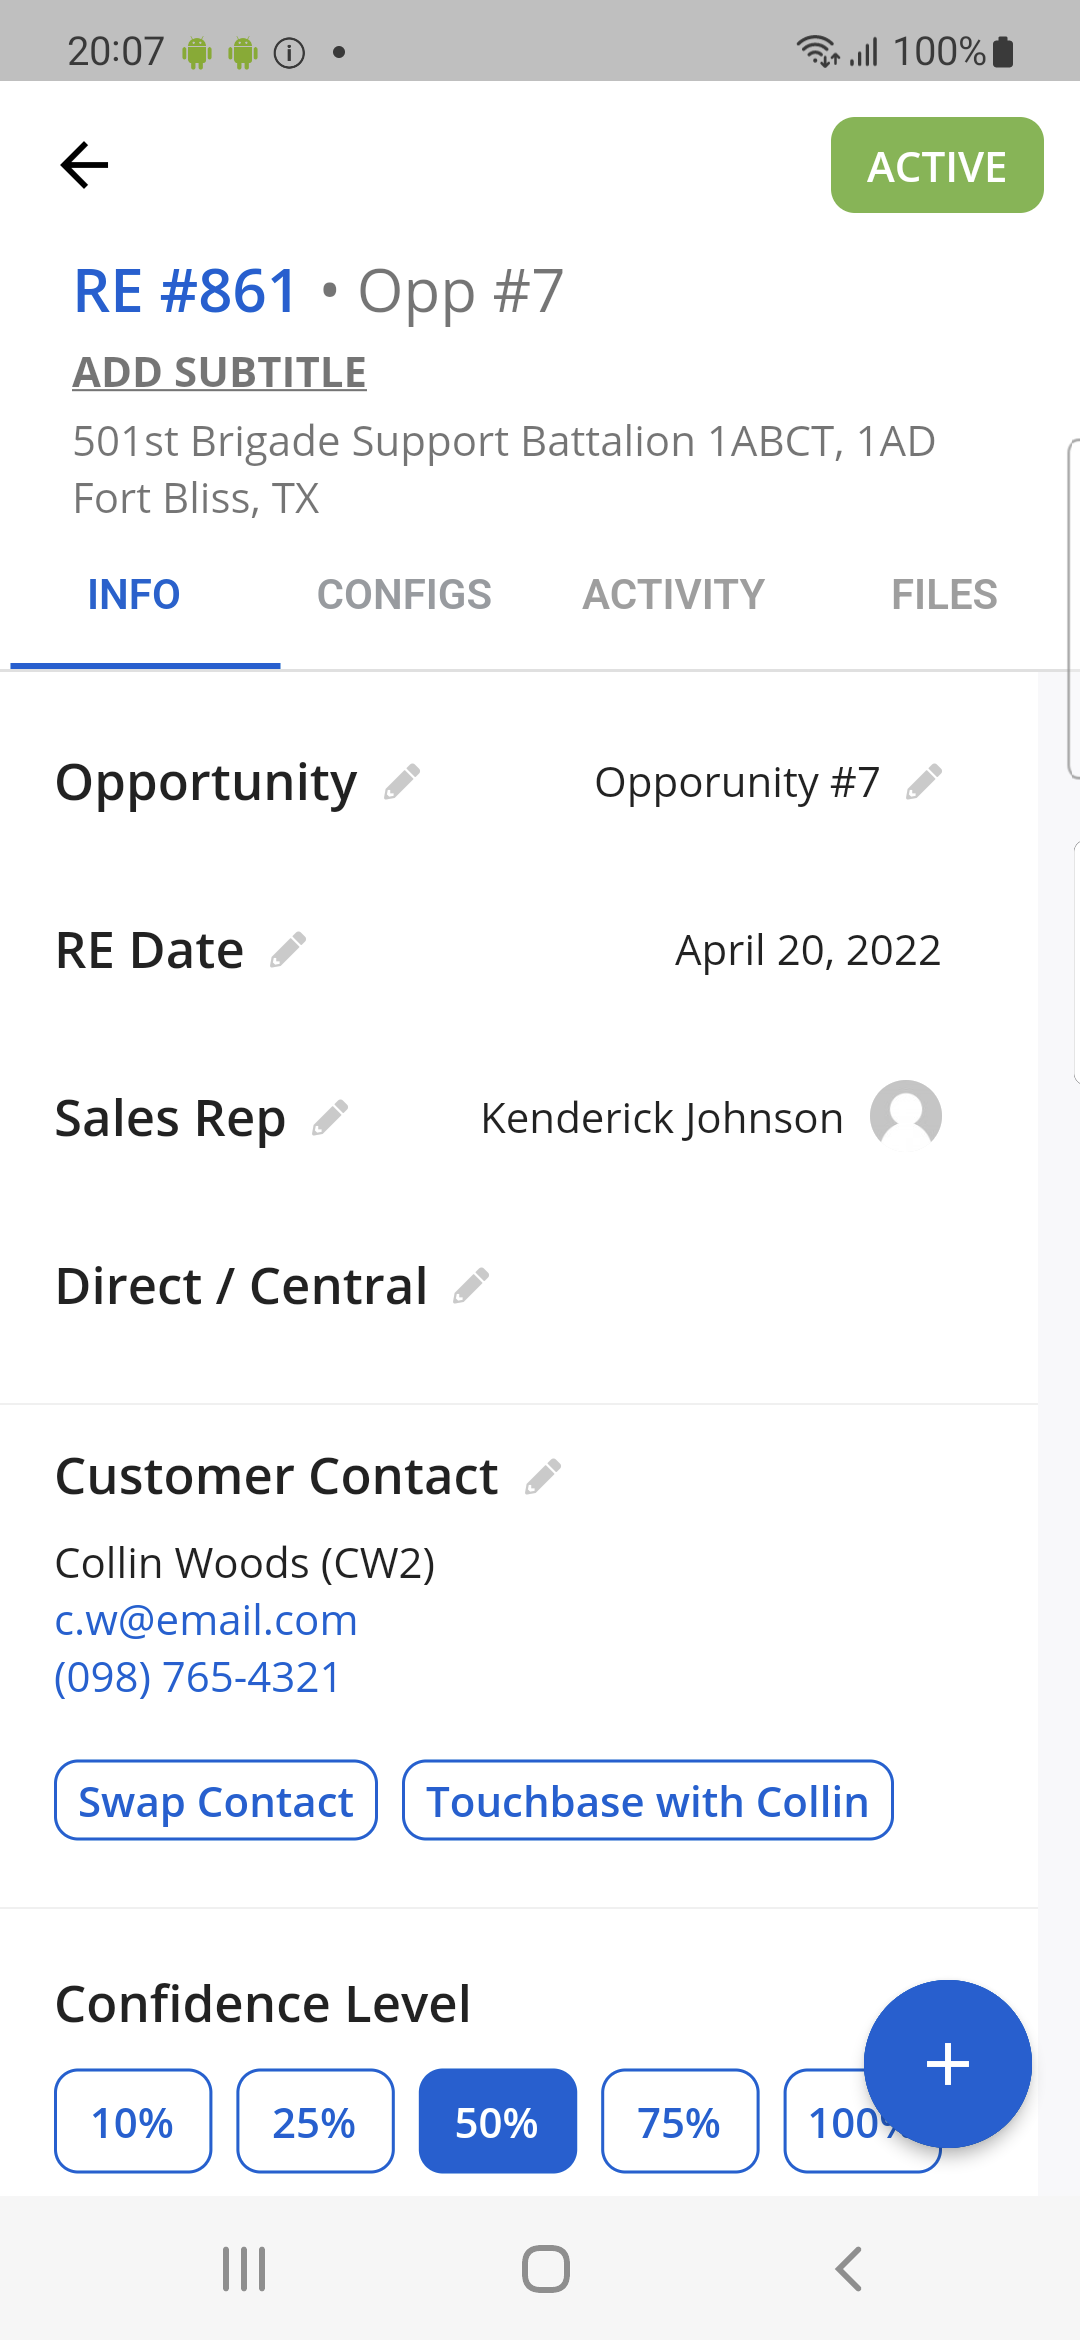 20:07 100%
ACTIVE
RE #861 • Opp #7
ADD SUBTITLE
501st Brigade Support Battalion 1ABCT, 1AD
Fort Bliss, TX
INFO CONFIGS ACTIVITY FILES
Opportunity Opporunity #7
RE Date April 20, 2022
Sales Rep Kenderick Johnson
Direct / Central
Customer Contact
Collin Woods (CW2)
c.w@email.com
(098) 765-4321
Swap Contact Touchbase with Collin
Confidence Level
10% 25% 50% 75% 100%